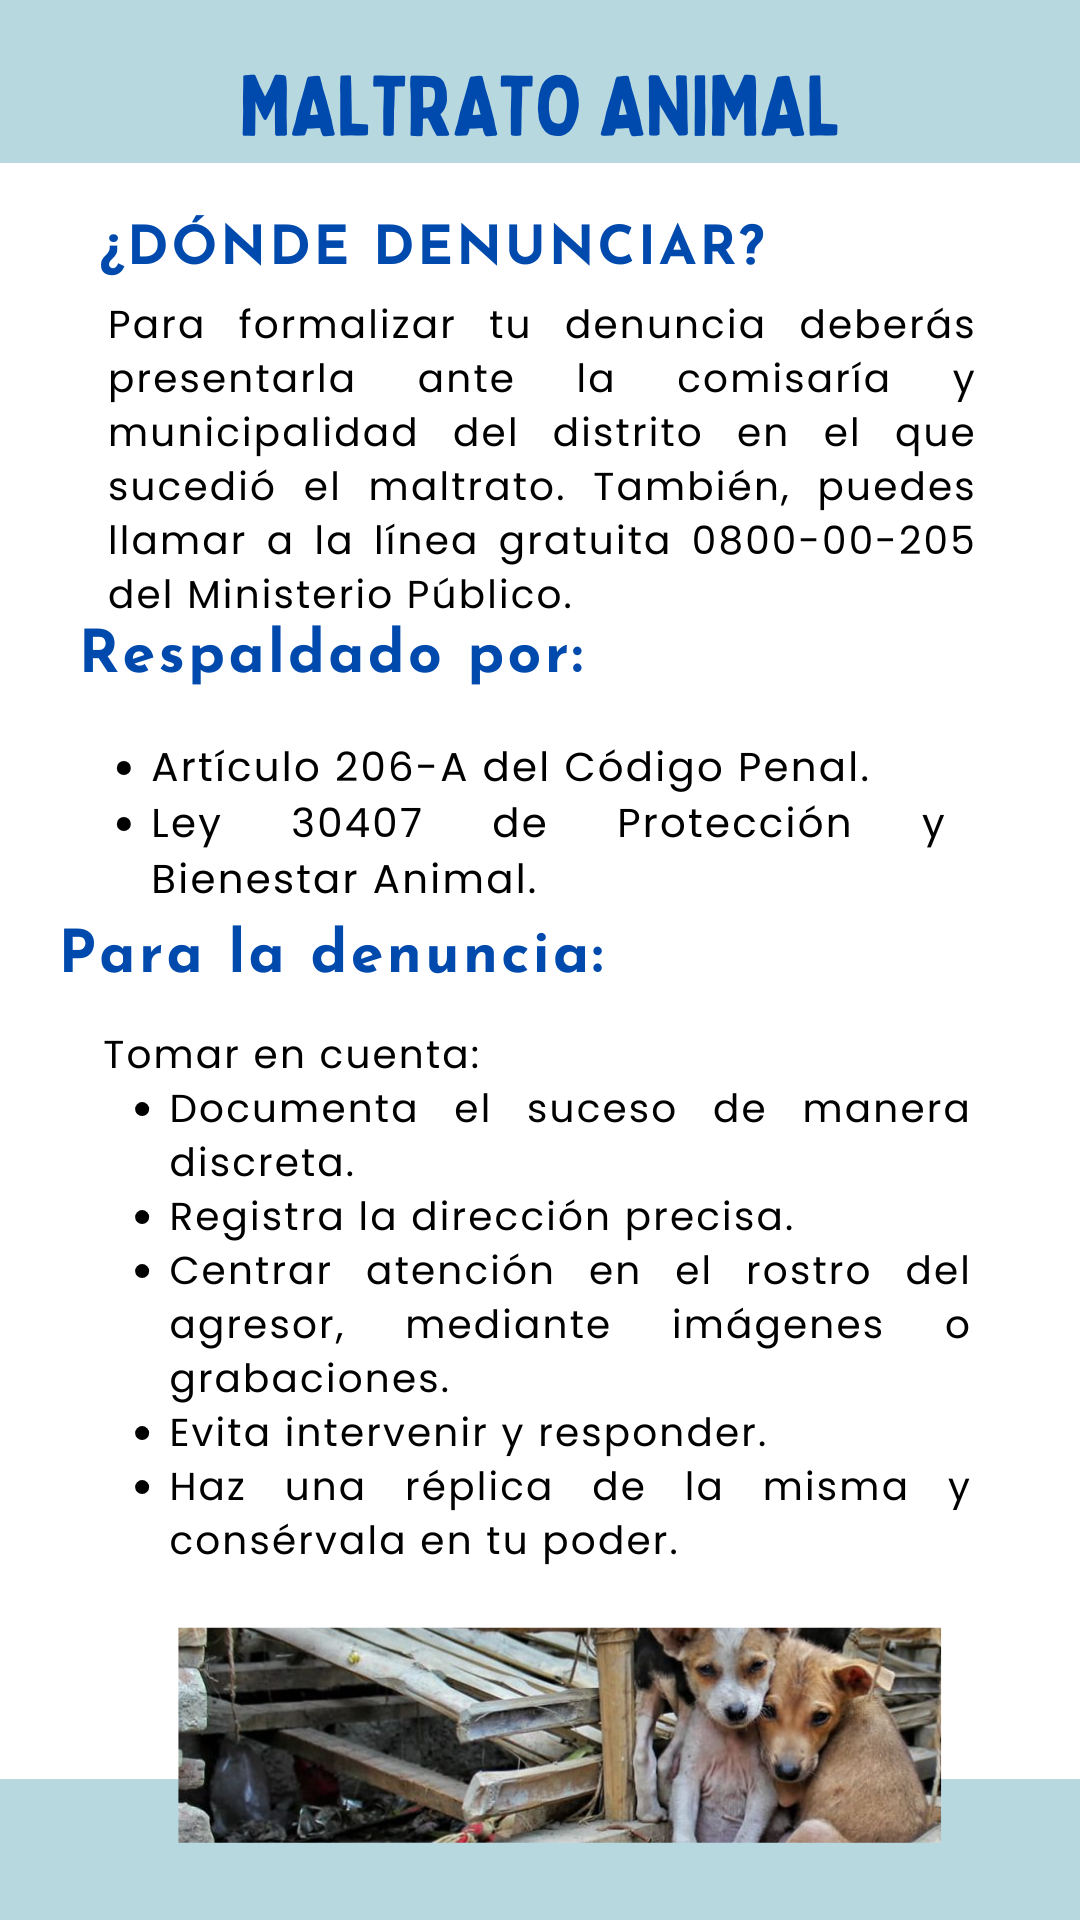 MALTRATO ANIMAL
¿DÓNDE DENUNCIAR?
Para formalizar tu denuncia deberás
presentarla ante la comisaría y
municipalidad del distrito en el que
sucedió el maltrato. También, puedes
llamar a la línea gratuita 0800-00-205
del Ministerio Público.
Respaldado por:
• Artículo 206-A del Código Penal.
• Ley 30407 de Protección y
Bienestar Animal.
Para la denuncia:
Tomar en cuenta:
• Documenta el suceso de manera
discreta.
• Registra la dirección precisa.
• Centrar atención en el rostro del
agresor, mediante imágenes o
grabaciones.
• Evita intervenir y responder.
• Haz una réplica de la misma y
consérvala en tu poder.